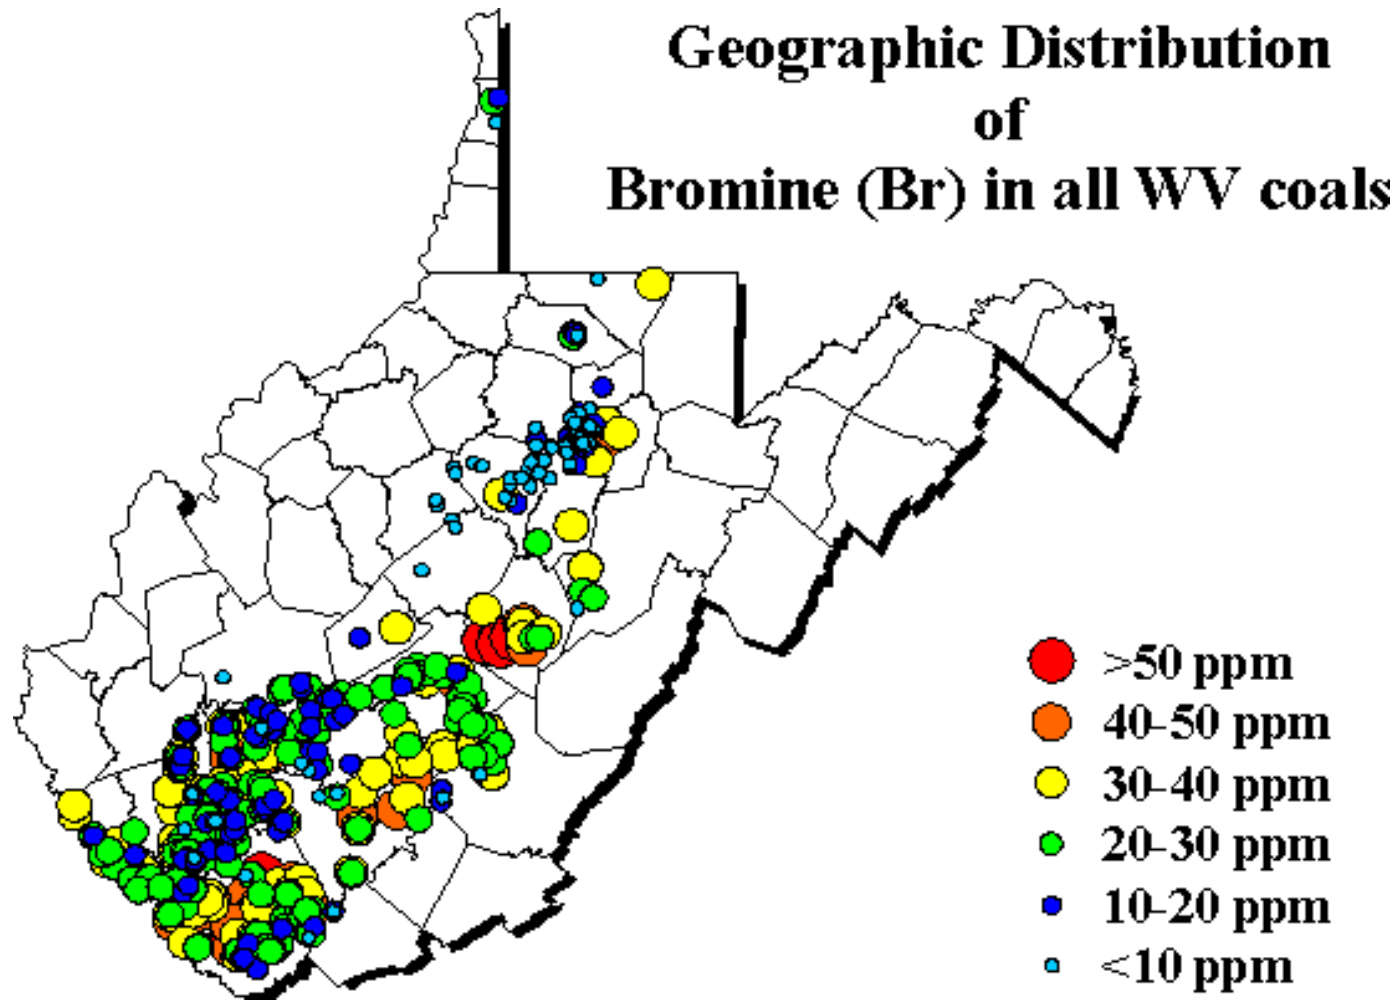 Geographic Distribution
of
Bromine (Br) in all WV coals
>50 ppm
40-50 ppm
30-40 ppm
20-30 ppm
10-20 ppm
<10 ppm